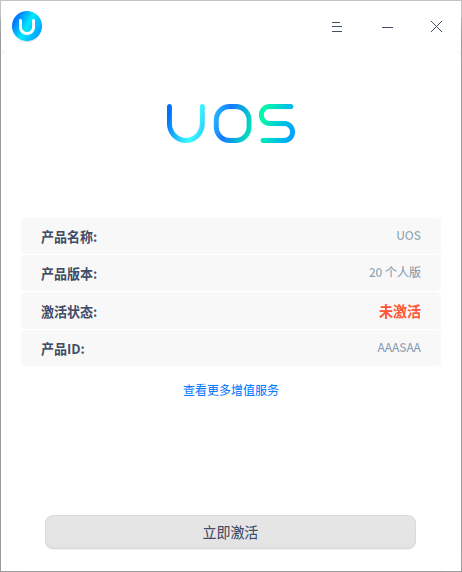 UOS
产品名称: UOS
产品版本: 20 个人版
激活状态: 未激活
产品ID: AAASAA
查看更多增值服务
立即激活